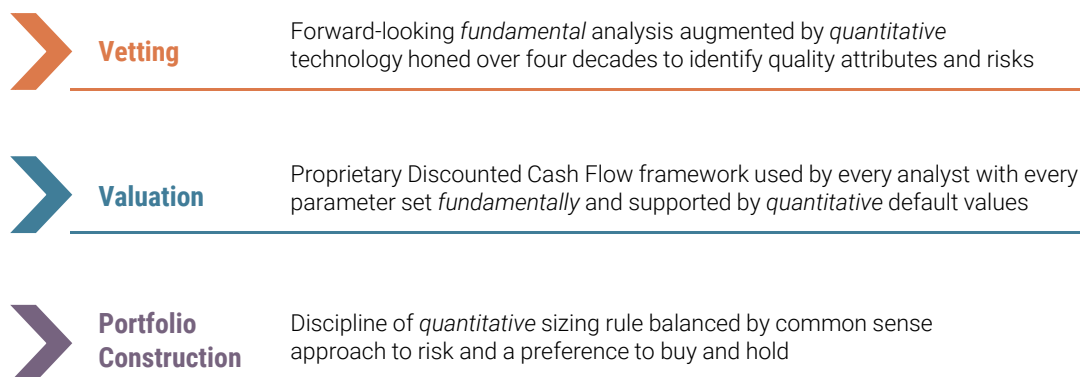 Vetting
Forward-looking fundamental analysis augmented by quantitative
technology honed over four decades to identify quality attributes and risks
Valuation
Proprietary Discounted Cash Flow framework used by every analyst with every
parameter set fundamentally and supported by quantitative default values
Portfolio
Construction
Discipline of quantitative sizing rule balanced by common sense
approach to risk and a preference to buy and hold